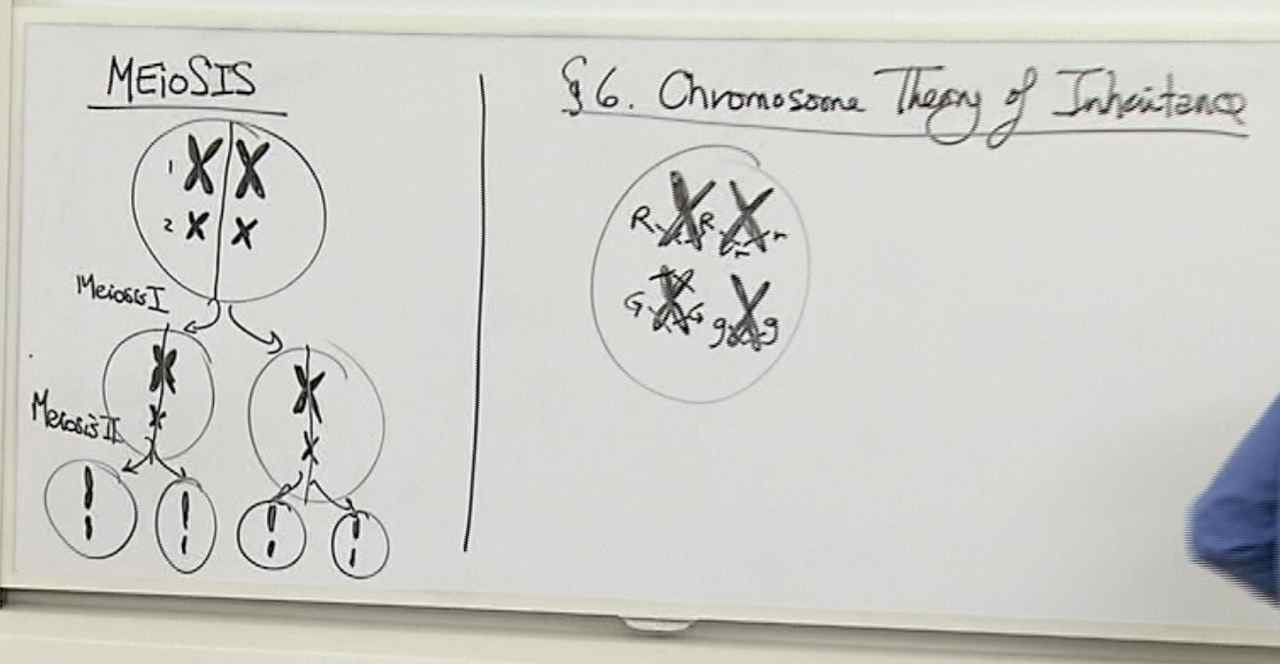 MEIOSIS
1
2
Meiosis I
Meiosis II
§ 6. Chromosome Theory of Inheritance
R R r r
G G g g